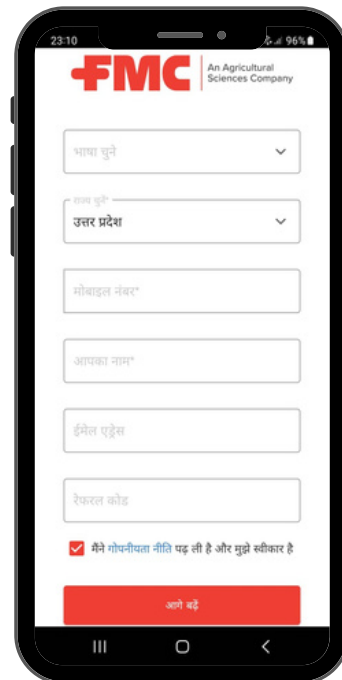 23:10
96%
FMC
An Agricultural
Sciences Company
भाषा चुने
राज्य चुनें*
उत्तर प्रदेश
मोबाइल नंबर*
आपका नाम*
ईमेल एड्रेस
रेफरल कोड
मैंने गोपनीयता नीति पढ़ ली है और मुझे स्वीकार है
आगे बढ़ें